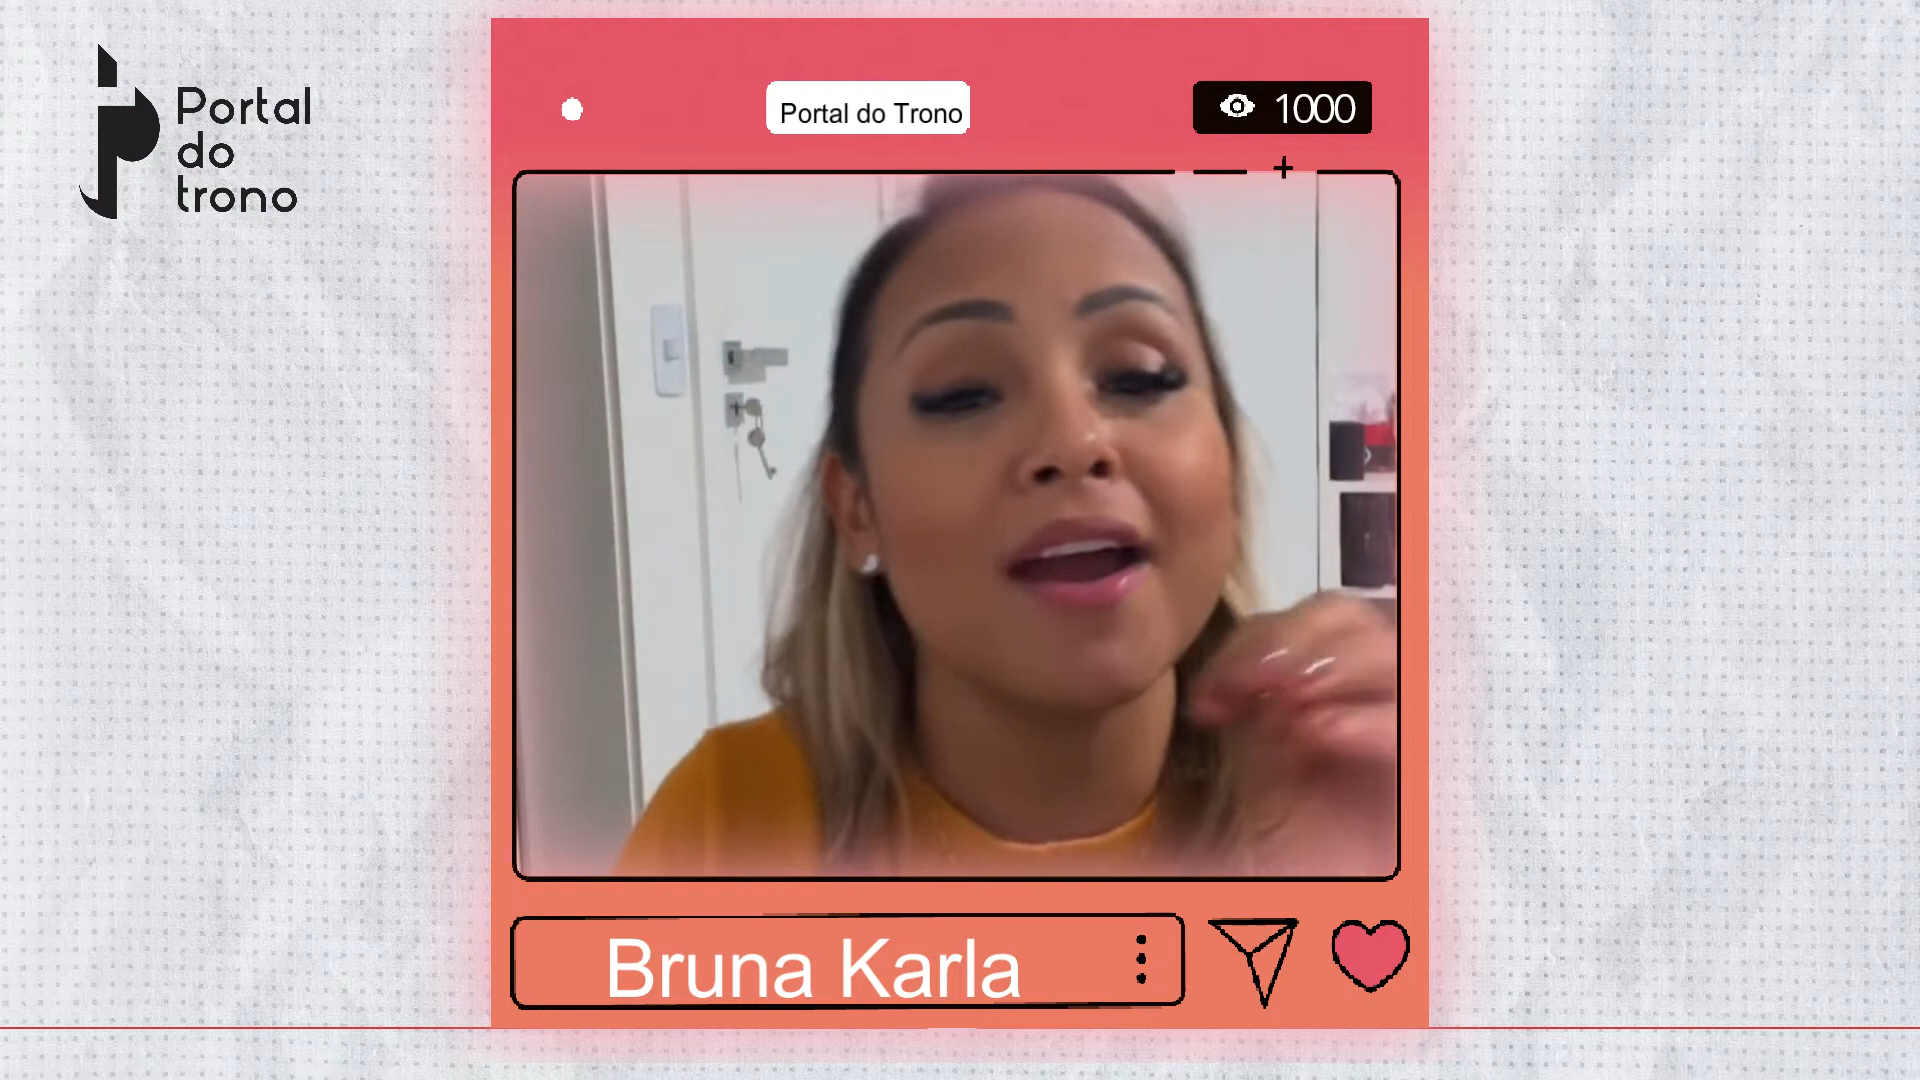 Portal
do
trono
Portal do Trono
1000
Bruna Karla